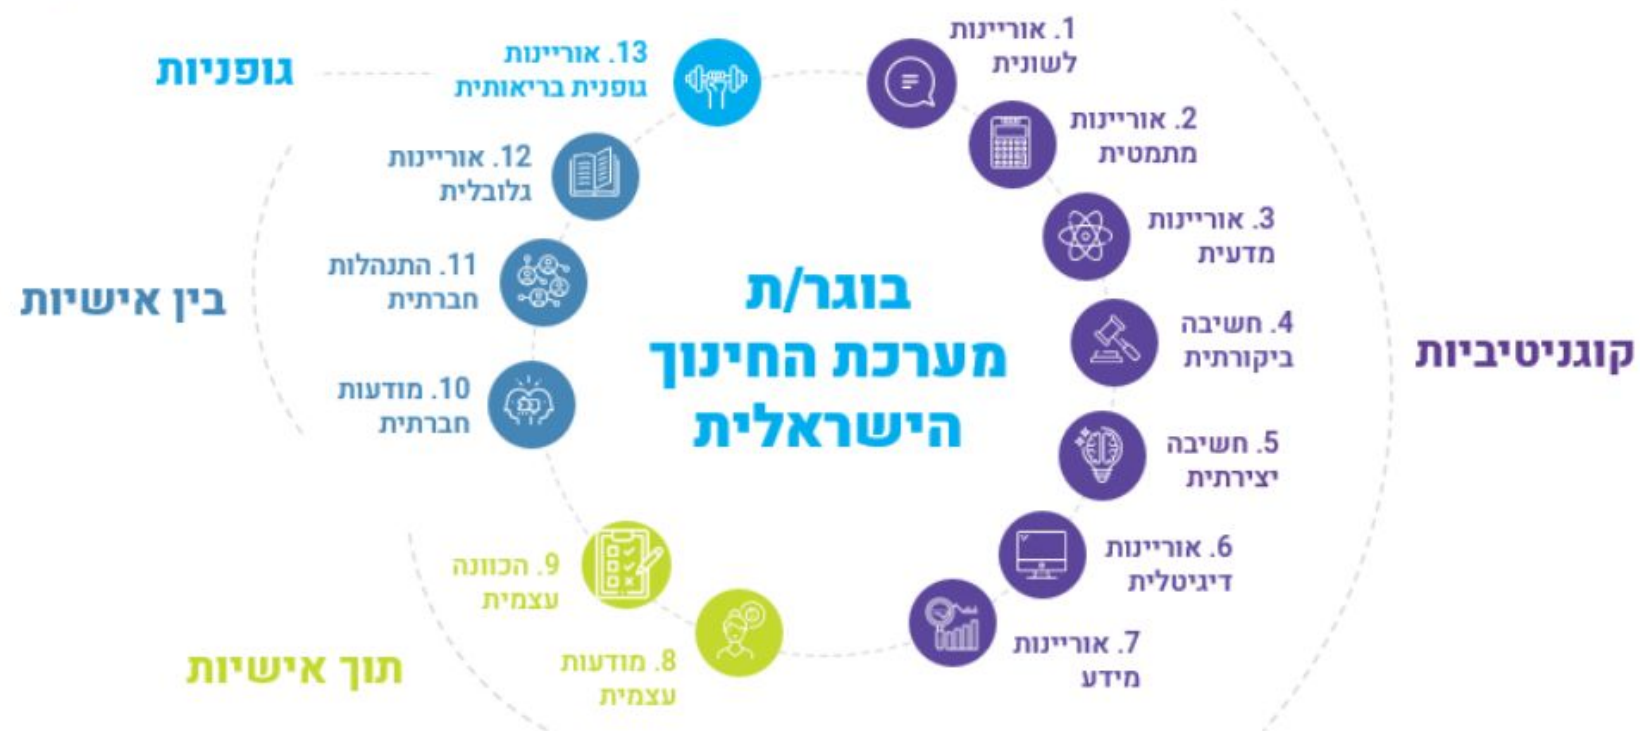 בוגר/ת
מערכת החינוך
הישראלית
קוגניטיביות
1. אוריינות
לשונית
2. אוריינות
מתמטית
3. אוריינות
מדעית
4. חשיבה
ביקורתית
5. חשיבה
יצירתית
6. אוריינות
דיגיטלית
7. אוריינות
מידע
תוך אישיות
8. מודעות
עצמית
9. הכוונה
עצמית
בין אישיות
10. מודעות
חברתית
11. התנהלות
חברתית
12. אוריינות
גלובלית
גופניות
13. אוריינות
גופנית בריאותית